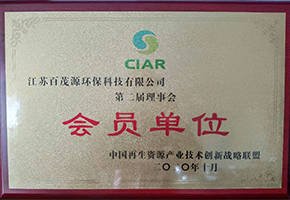 CIAR
江苏百茂源环保科技有限公司
第二届理事会
会员单位
中国再生资源产业技术创新战略联盟
二〇二〇年十月